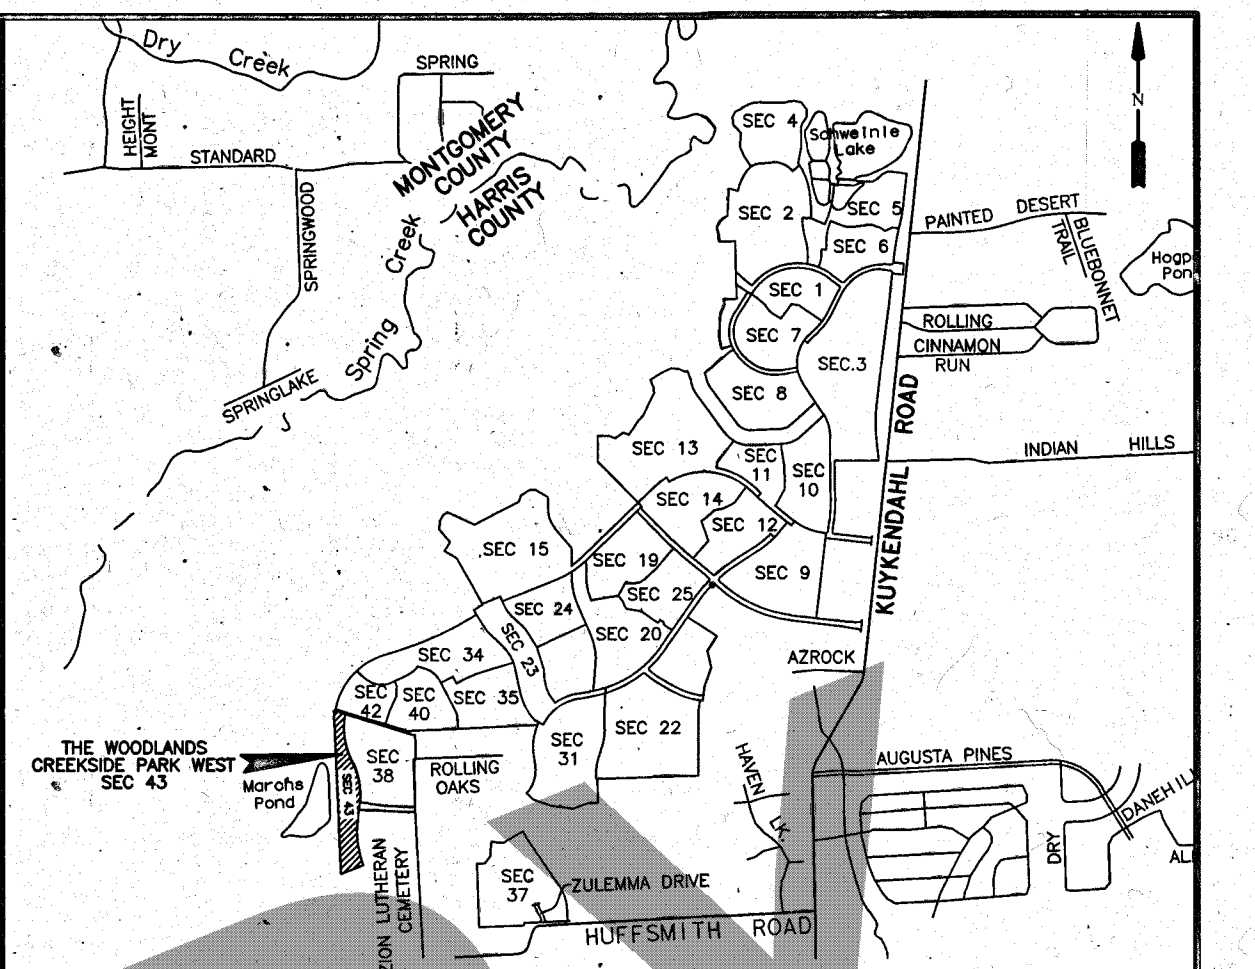 Dry
Creek
SPRING
N
HEIGHT
MONT
STANDARD
MONTGOMERY
COUNTY
HARRIS
COUNTY
SEC 4
Schweinle
Lake
SPRINGWOOD
Creek
Spring
SEC 2
SEC 5
SEC 6
PAINTED DESERT
BLUEBONNET
TRAIL
SEC 1
SEC 7
SEC.3
ROLLING
CINNAMON
RUN
SPRINGLAKE
SEC 8
ROAD
KUYKENDAHL
INDIAN HILLS
SEC 13
SEC
11
SEC
10
SEC 14
SEC 12
SEC 15
SEC 19
SEC 9
SEC 25
SEC 24
SEC 20
SEC 23
SEC 34
AZROCK
SEC
42
SEC
40
SEC 35
SEC 22
SEC
31
THE WOODLANDS
CREEKSIDE PARK WEST
SEC 43
SEC
38
SEC 43
ROLLING
OAKS
Marohs
Pond
HAVEN
LK.
AUGUSTA PINES
DRY
SEC
37
ZULEMMA DRIVE
ZION LUTHERAN
CEMETERY
HUFFSMITH ROAD